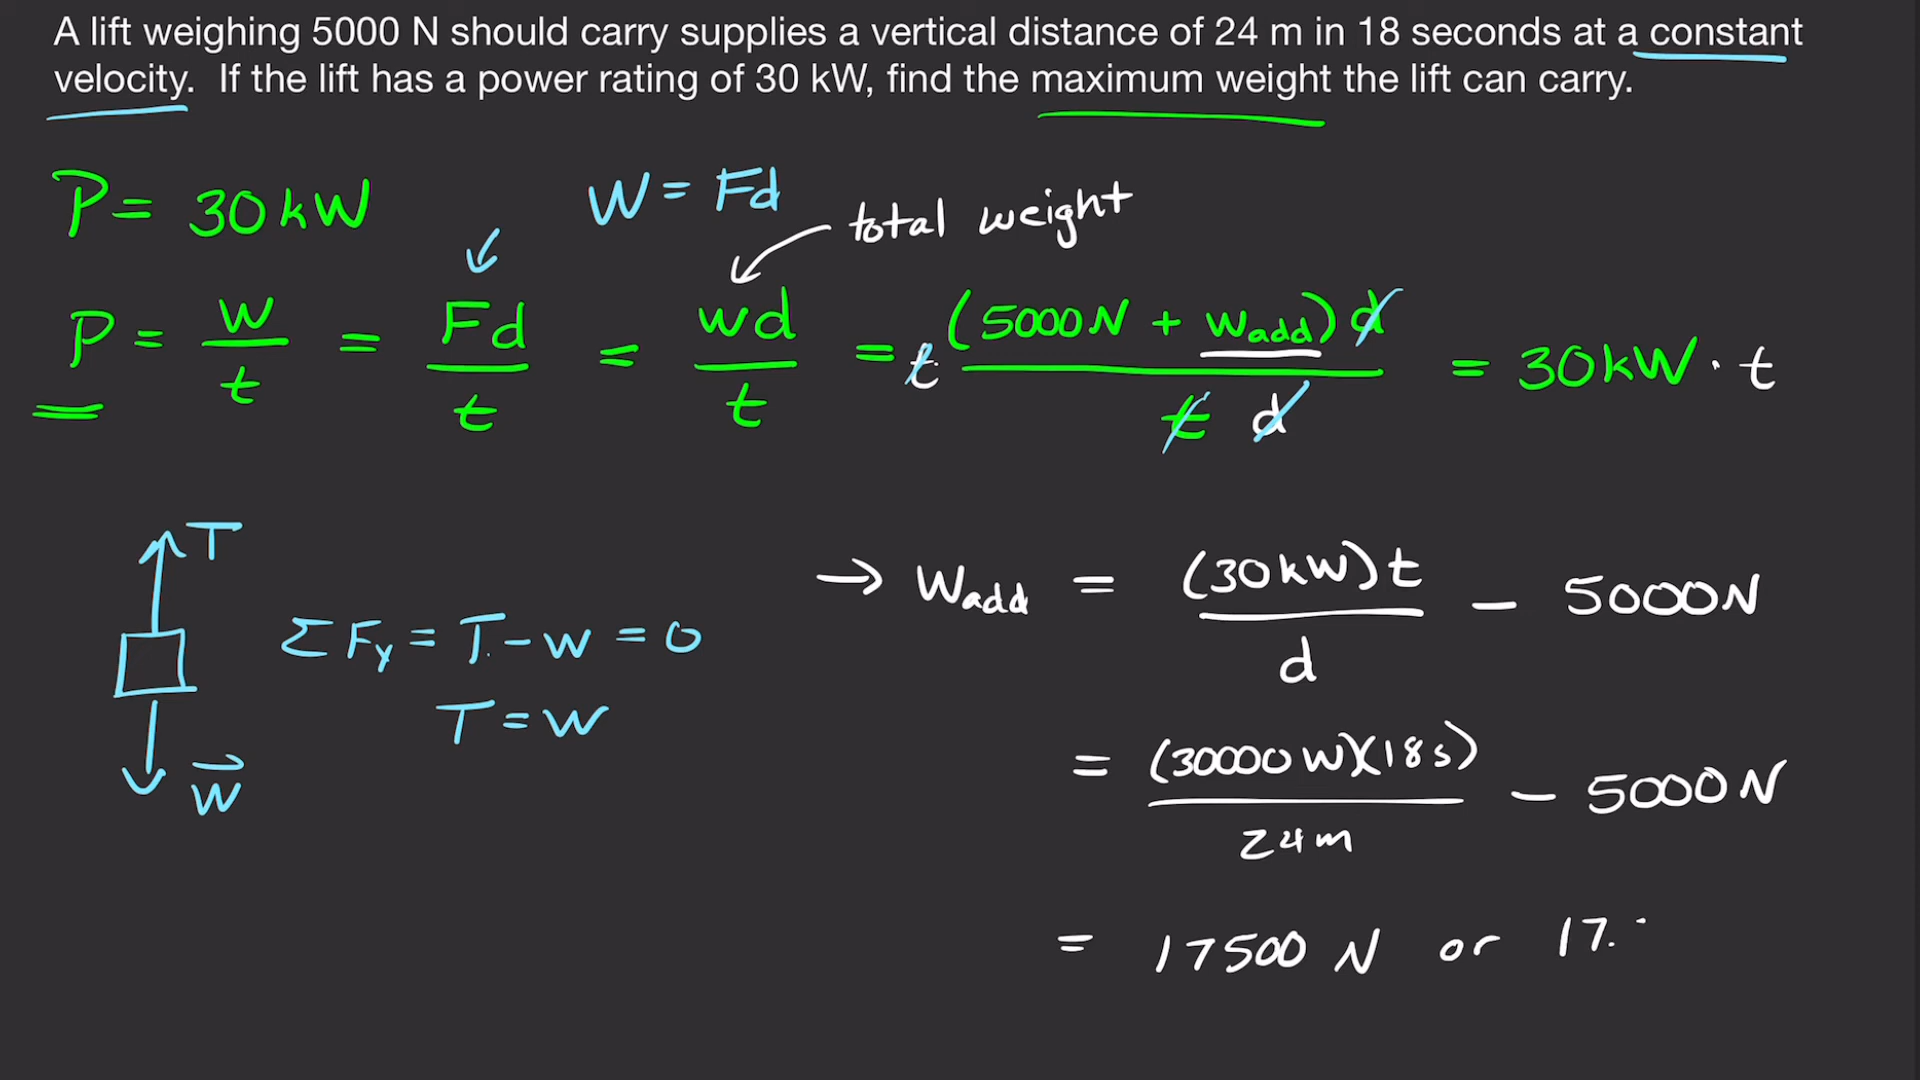 A lift weighing 5000 N should carry supplies a vertical distance of 24 m in 18 seconds at a constant
velocity. If the lift has a power rating of 30 kW, find the maximum weight the lift can carry.
P = 30 kW
W = Fd
total weight
P = W/t = Fd/t = wd/t = t (5000N + Wadd) d / t d = 30kW · t
T
ΣFy = T - w = 0
T = w
w
→ Wadd = (30kW)t / d - 5000N
= (30000 W)(18 s) / 24m - 5000 N
= 17500 N or 17.